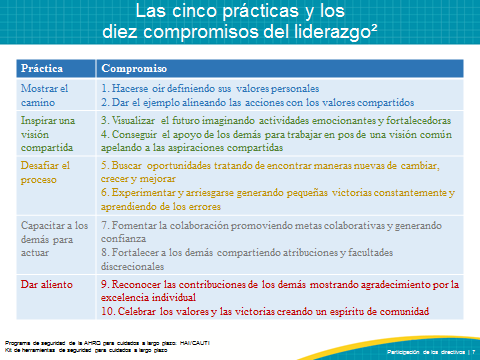 Las cinco prácticas y los
diez compromisos del liderazgo²
Práctica
Compromiso
Mostrar el
camino
1. Hacerse oir definiendo sus valores personales
2. Dar el ejemplo alineando las acciones con los valores compartidos
Inspirar una
visión
compartida
3. Visualizar el futuro imaginando actividades emocionantes y fortalecedoras
4. Conseguir el apoyo de los demás para trabajar en pos de una visión común
apelando a las aspiraciones compartidas
Desafiar el
proceso
5. Buscar oportunidades tratando de encontrar maneras nuevas de cambiar,
crecer y mejorar
6. Experimentar y arriesgarse generando pequeñas victorias constantemente y
aprendiendo de los errores
Capacitar a los
demás para
actuar
7. Fomentar la colaboración promoviendo metas colaborativas y generando
confianza
8. Fortalecer a los demás compartiendo atribuciones y facultades
discrecionales
Dar aliento
9. Reconocer las contribuciones de los demás mostrando agradecimiento por la
excelencia individual
10. Celebrar los valores y las victorias creando un espíritu de comunidad
Programa de seguridad de la AHRQ para cuidados a largo plazo: HAI/CAUTI
Kit de herramientas de seguridad para cuidados a largo plazo
Participación de los directivos | 7